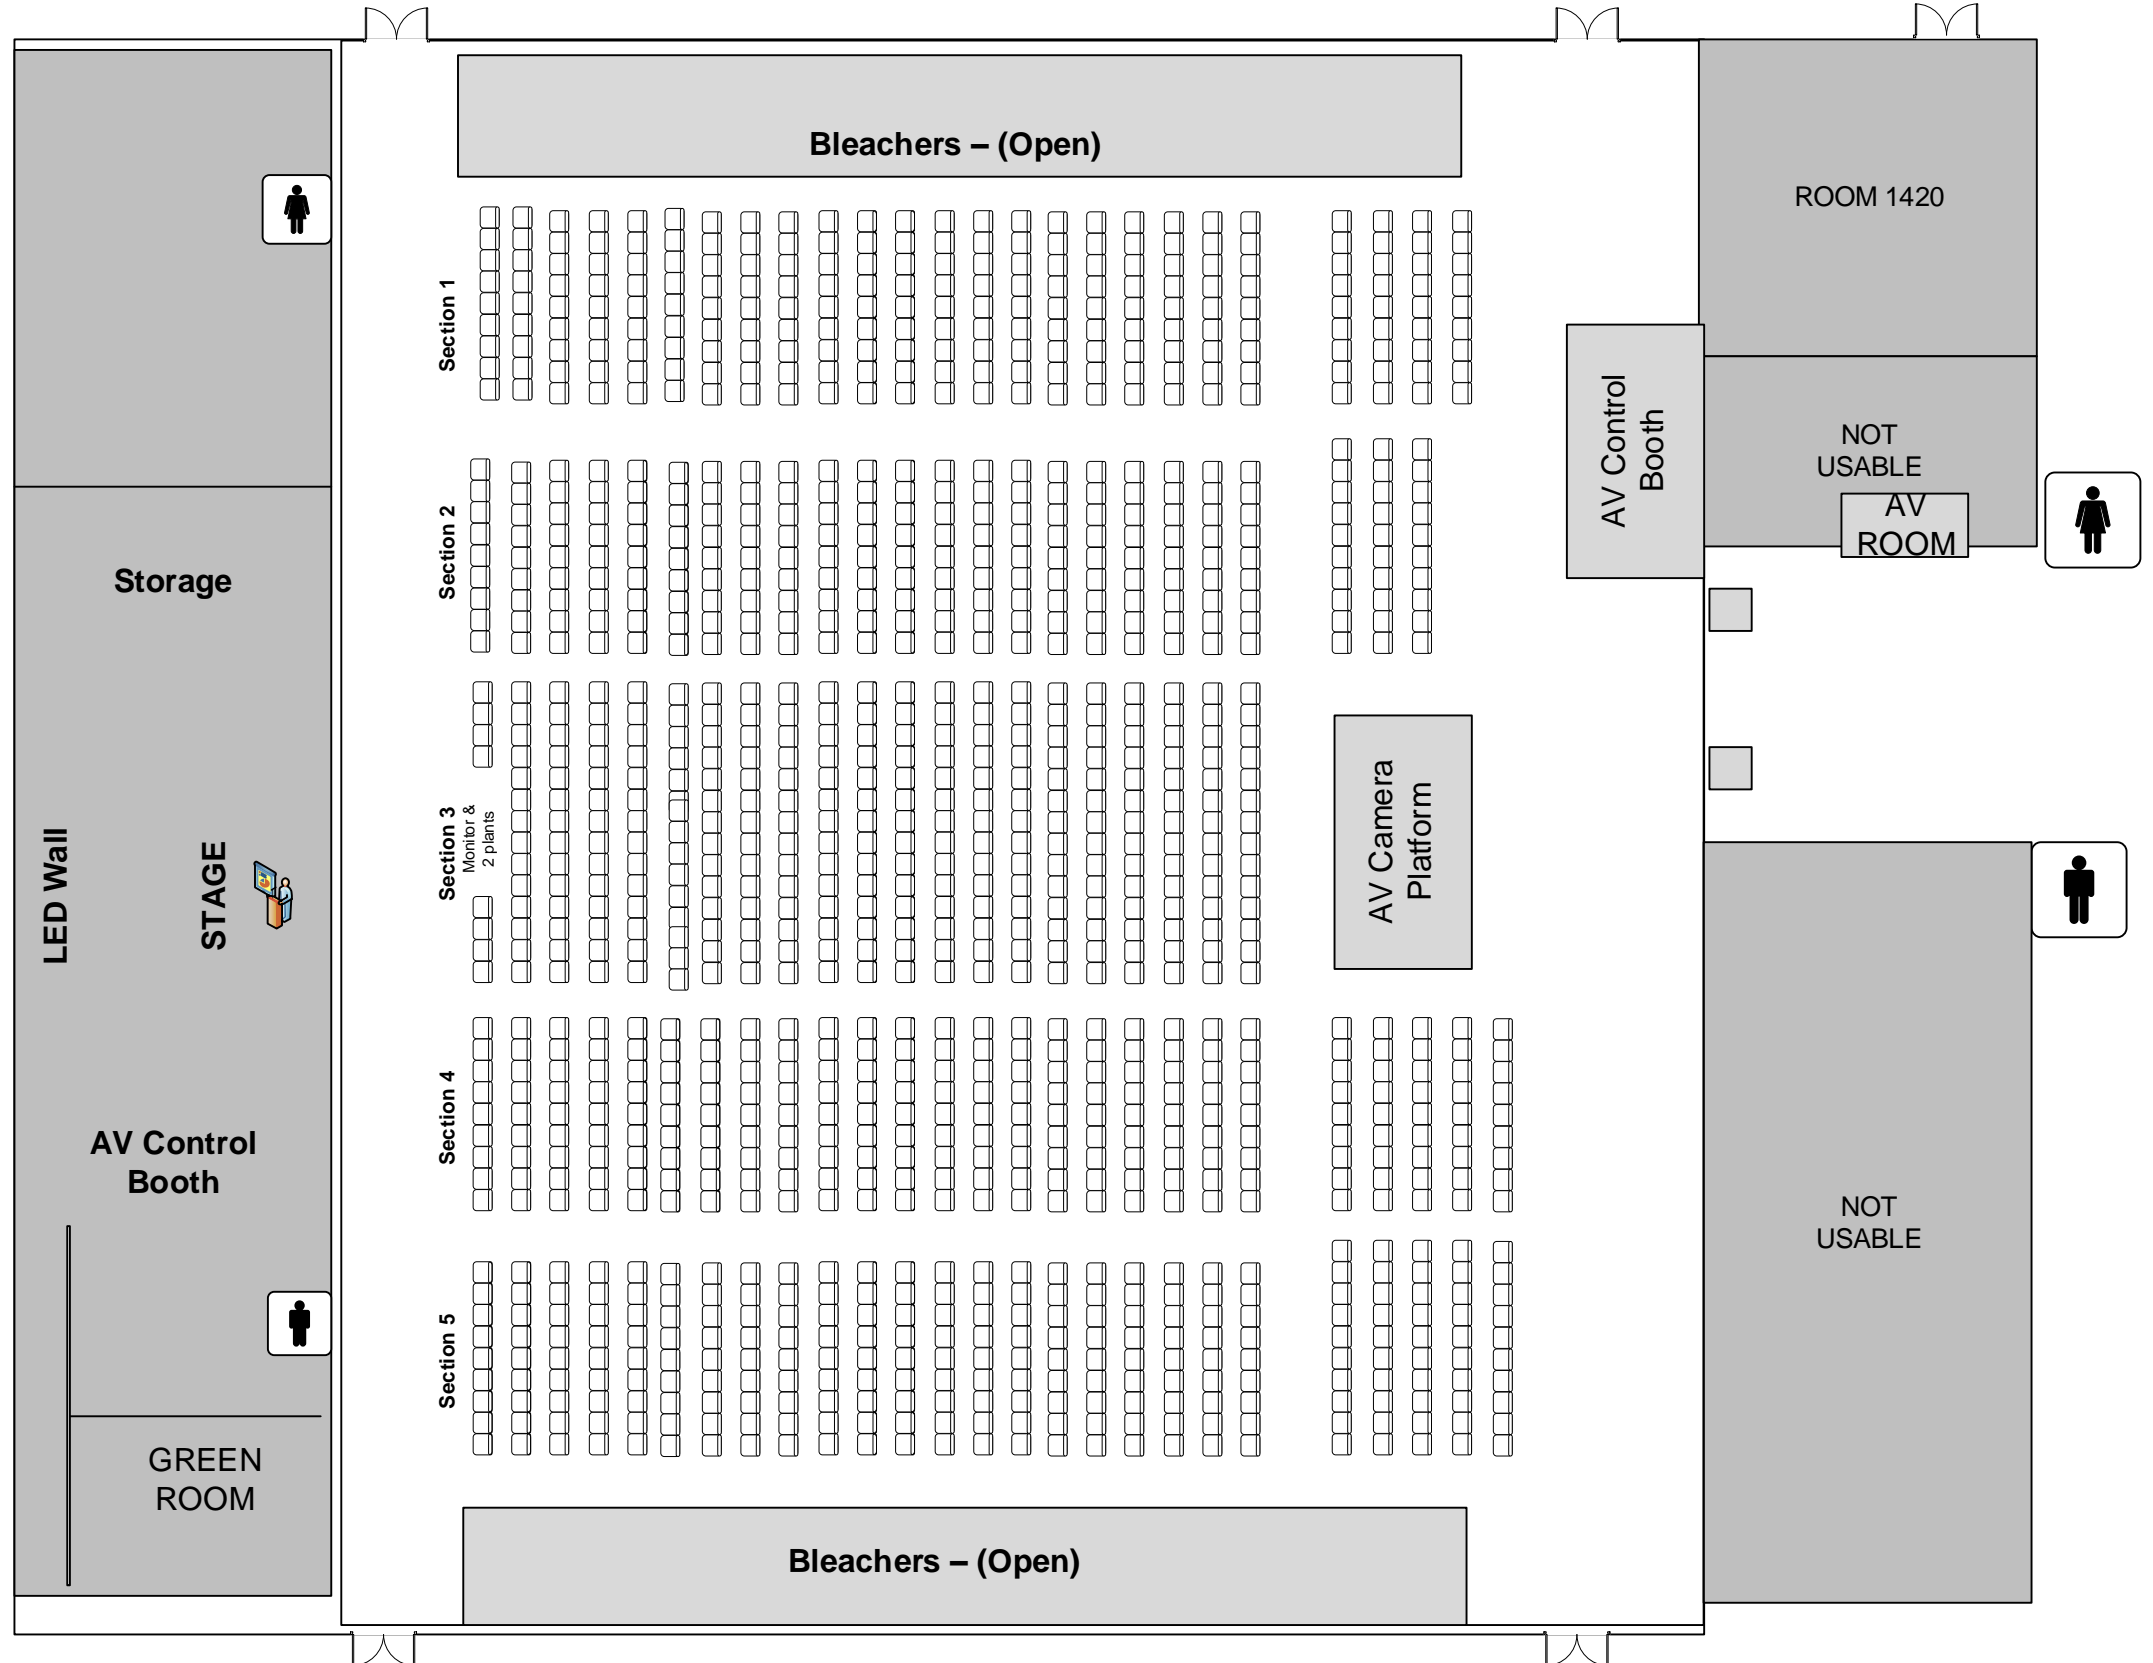 Bleachers – (Open)
ROOM 1420
Section 1
AV Control
Booth
NOT
USABLE
AV
ROOM
Section 2
Storage
Section 3
Monitor &
2 plants
AV Camera
Platform
LED Wall
STAGE
Section 4
AV Control
Booth
NOT
USABLE
Section 5
GREEN
ROOM
Bleachers – (Open)